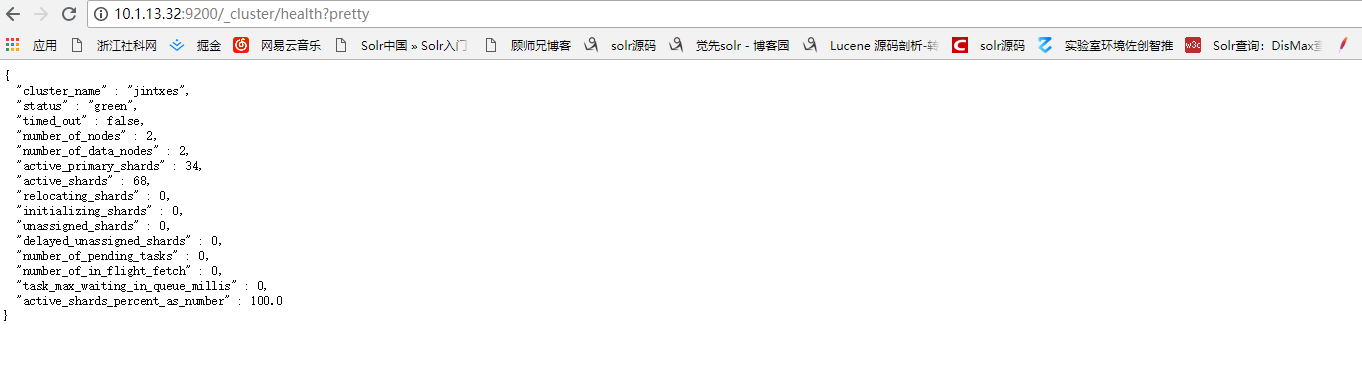 10.1.13.32:9200/_cluster/health?pretty
应用 浙江社科网 掘金 网易云音乐 Solr中国 » Solr入门 顾师兄博客 solr源码 觉先solr - 博客园 Lucene 源码剖析-转 solr源码 实验室环境佐创智推 w3c Solr查询：DisMax查
{
"cluster_name" : "jintxes",
"status" : "green",
"timed_out" : false,
"number_of_nodes" : 2,
"number_of_data_nodes" : 2,
"active_primary_shards" : 34,
"active_shards" : 68,
"relocating_shards" : 0,
"initializing_shards" : 0,
"unassigned_shards" : 0,
"delayed_unassigned_shards" : 0,
"number_of_pending_tasks" : 0,
"number_of_in_flight_fetch" : 0,
"task_max_waiting_in_queue_millis" : 0,
"active_shards_percent_as_number" : 100.0
}